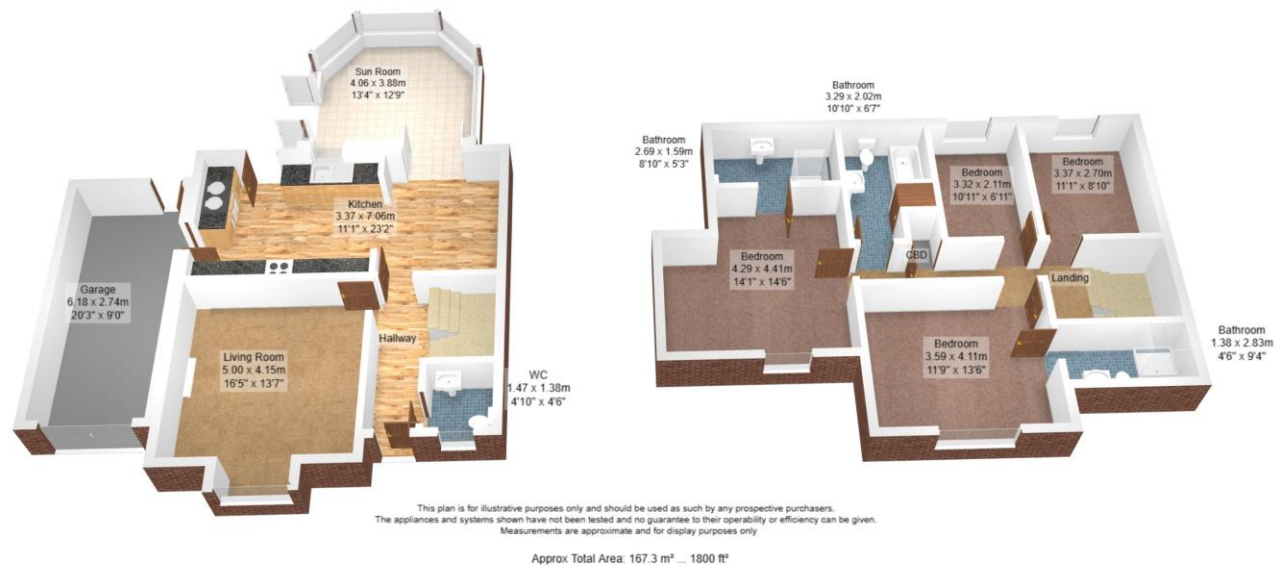 Sun Room
4.06 x 3.88m
13'4" x 12'9"
Kitchen
3.37 x 7.06m
11'1" x 23'2"
Garage
6.18 x 2.74m
20'3" x 9'0"
Living Room
5.00 x 4.15m
16'5" x 13'7"
Hallway
WC
1.47 x 1.38m
4'10" x 4'6"
Bathroom
3.29 x 2.02m
10'10" x 6'7"
Bathroom
2.69 x 1.59m
8'10" x 5'3"
Bedroom
3.32 x 2.11m
10'11" x 6'11"
Bedroom
3.37 x 2.70m
11'1" x 8'10"
Bedroom
4.29 x 4.41m
14'1" x 14'6"
CBD
Landing
Bedroom
3.59 x 4.11m
11'9" x 13'6"
Bathroom
1.38 x 2.83m
4'6" x 9'4"
This plan is for illustrative purposes only and should be used as such by any prospective purchasers.
The appliances and systems shown have not been tested and no guarantee to their operability or efficiency can be given.
Measurements are approximate and for display purposes only
Approx Total Area: 167.3 m² ... 1800 ft²